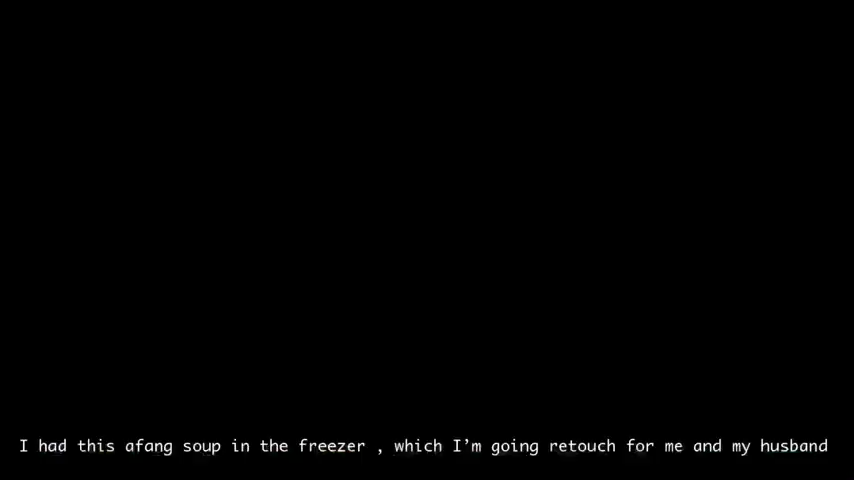 I had this afang soup in the freezer , which I’m going retouch for me and my husband